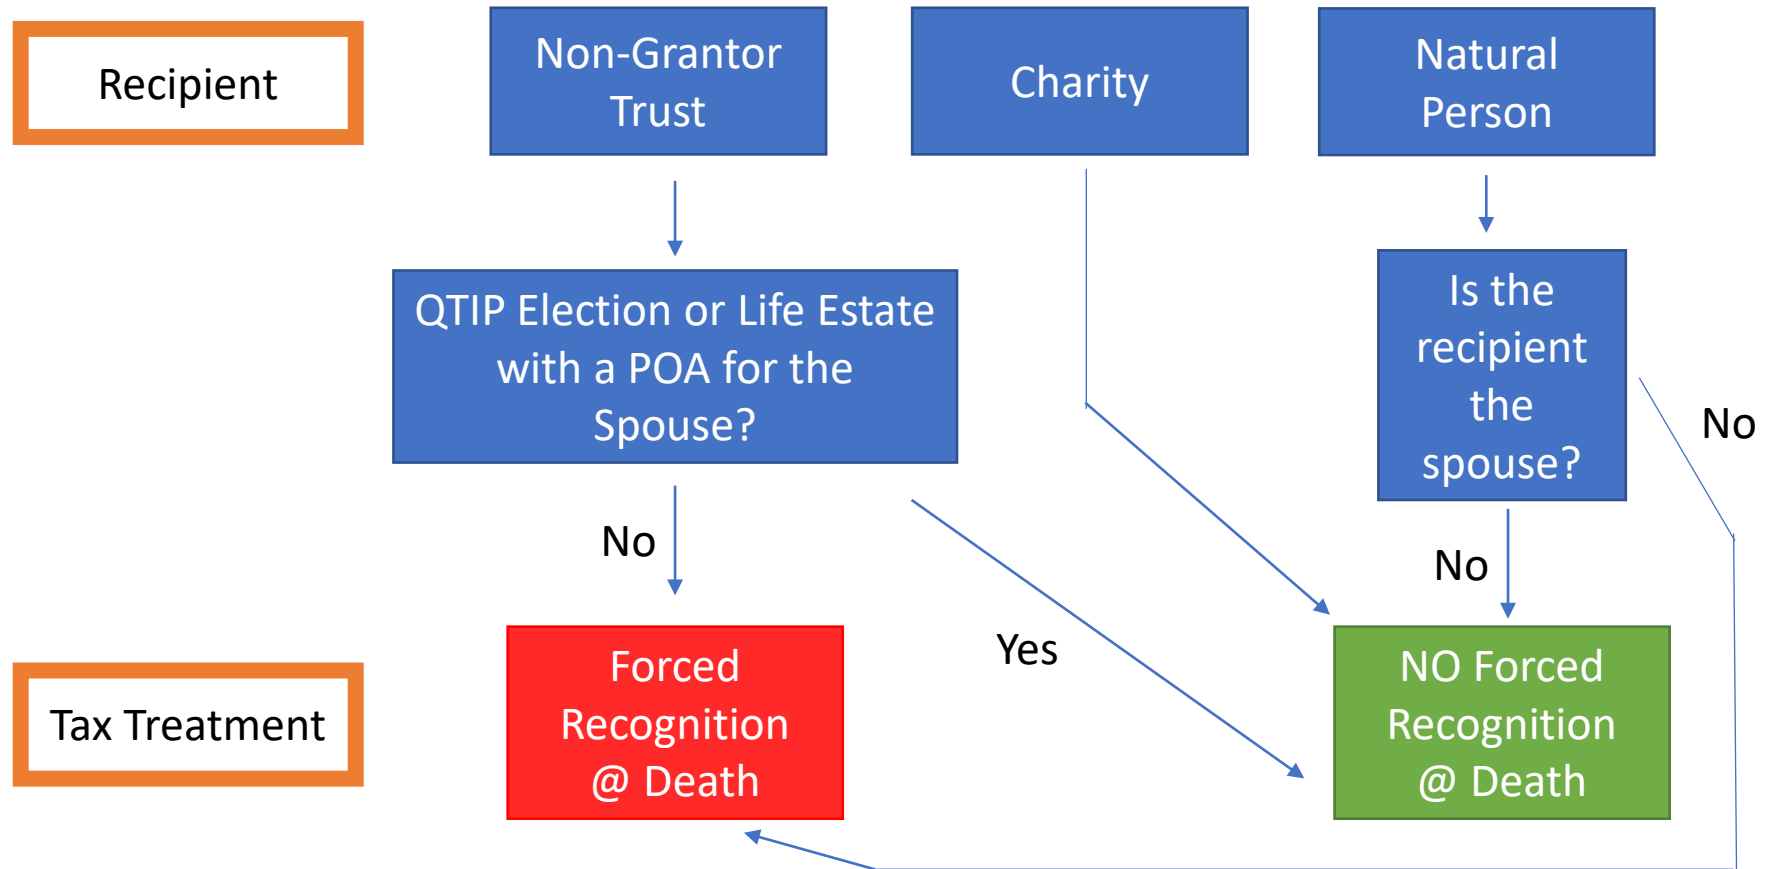 Recipient
Non-Grantor
Trust
Charity
Natural
Person
QTIP Election or Life Estate
with a POA for the
Spouse?
Is the
recipient
the
spouse?
No
No
Yes
No
Tax Treatment
Forced
Recognition
@ Death
NO Forced
Recognition
@ Death